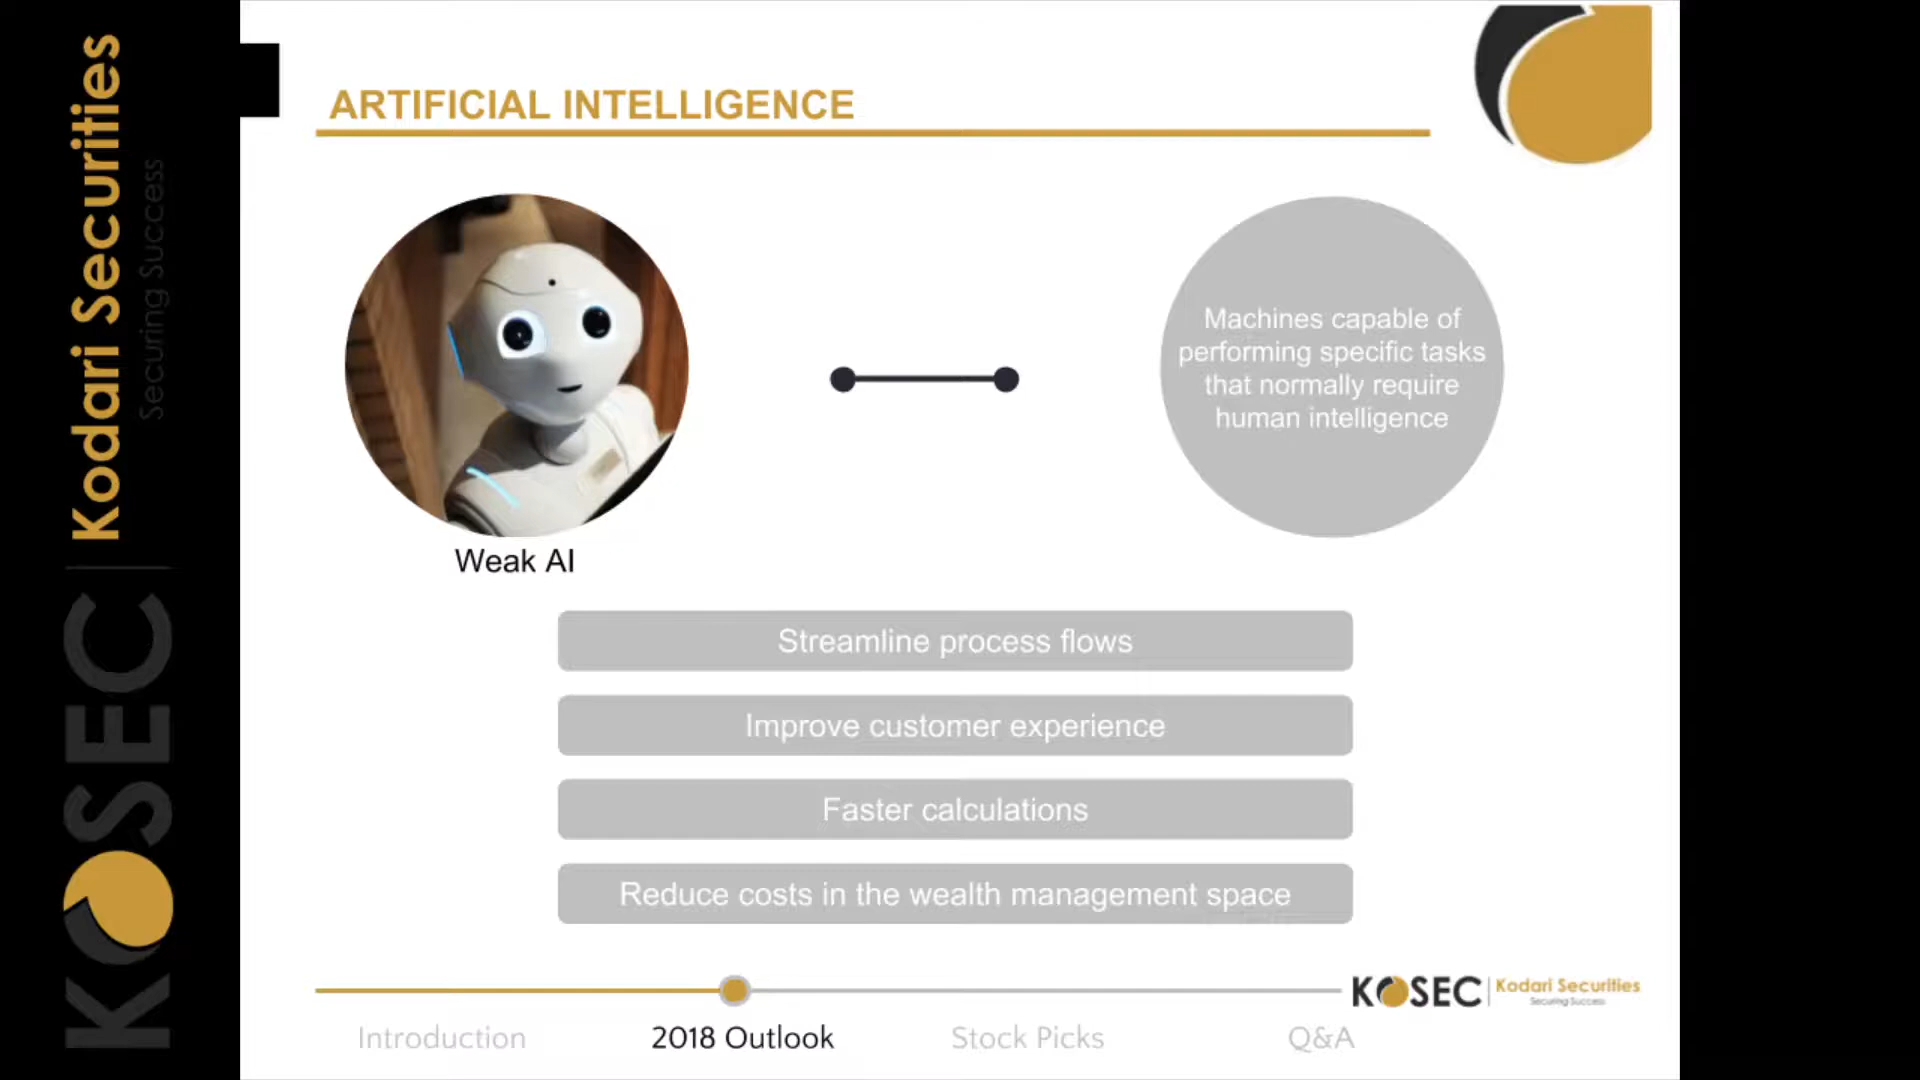 KOSEC | Kodari Securities
Securing Success
ARTIFICIAL INTELLIGENCE
Machines capable of
performing specific tasks
that normally require
human intelligence
Weak AI
Streamline process flows
Improve customer experience
Faster calculations
Reduce costs in the wealth management space
KOSEC | Kodari Securities
Securing Success
Introduction
2018 Outlook
Stock Picks
Q&A